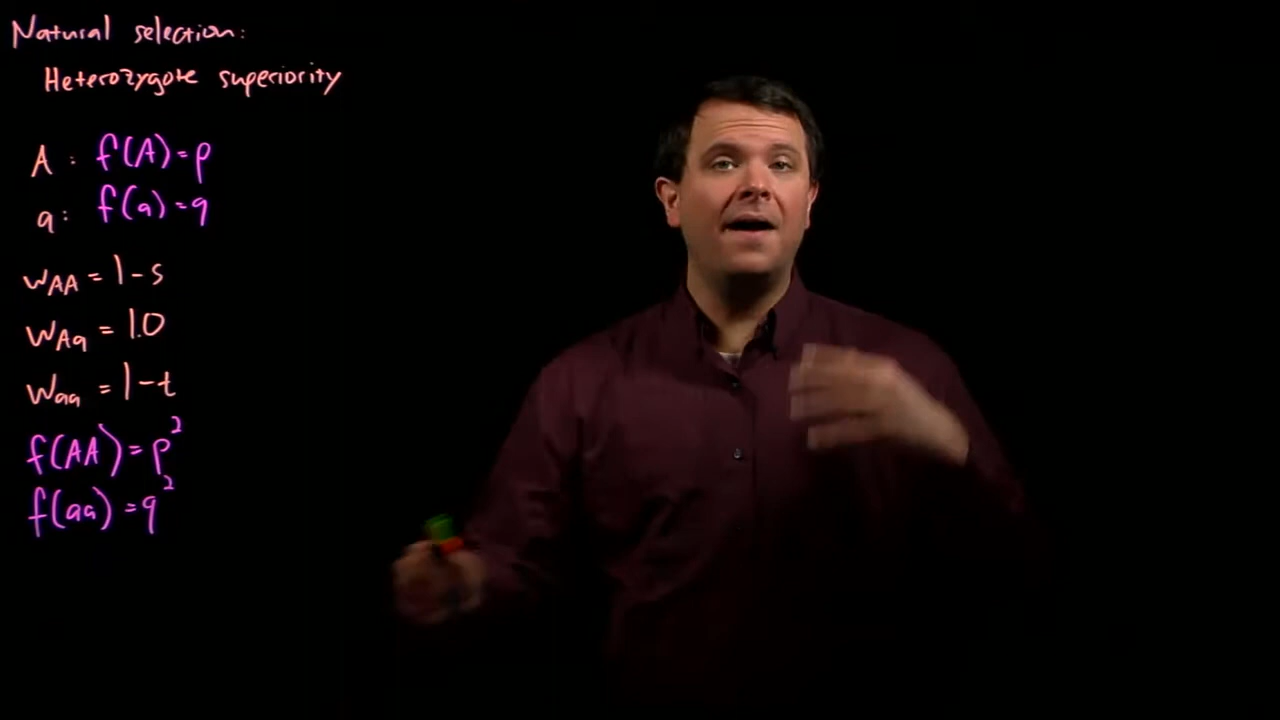 Natural selection:
Heterozygote superiority
A: f(A)=p
a: f(a)=q
wAA = 1-s
wAa = 1.0
waa = 1-t
f(AA)=p²
f(aa)=q²